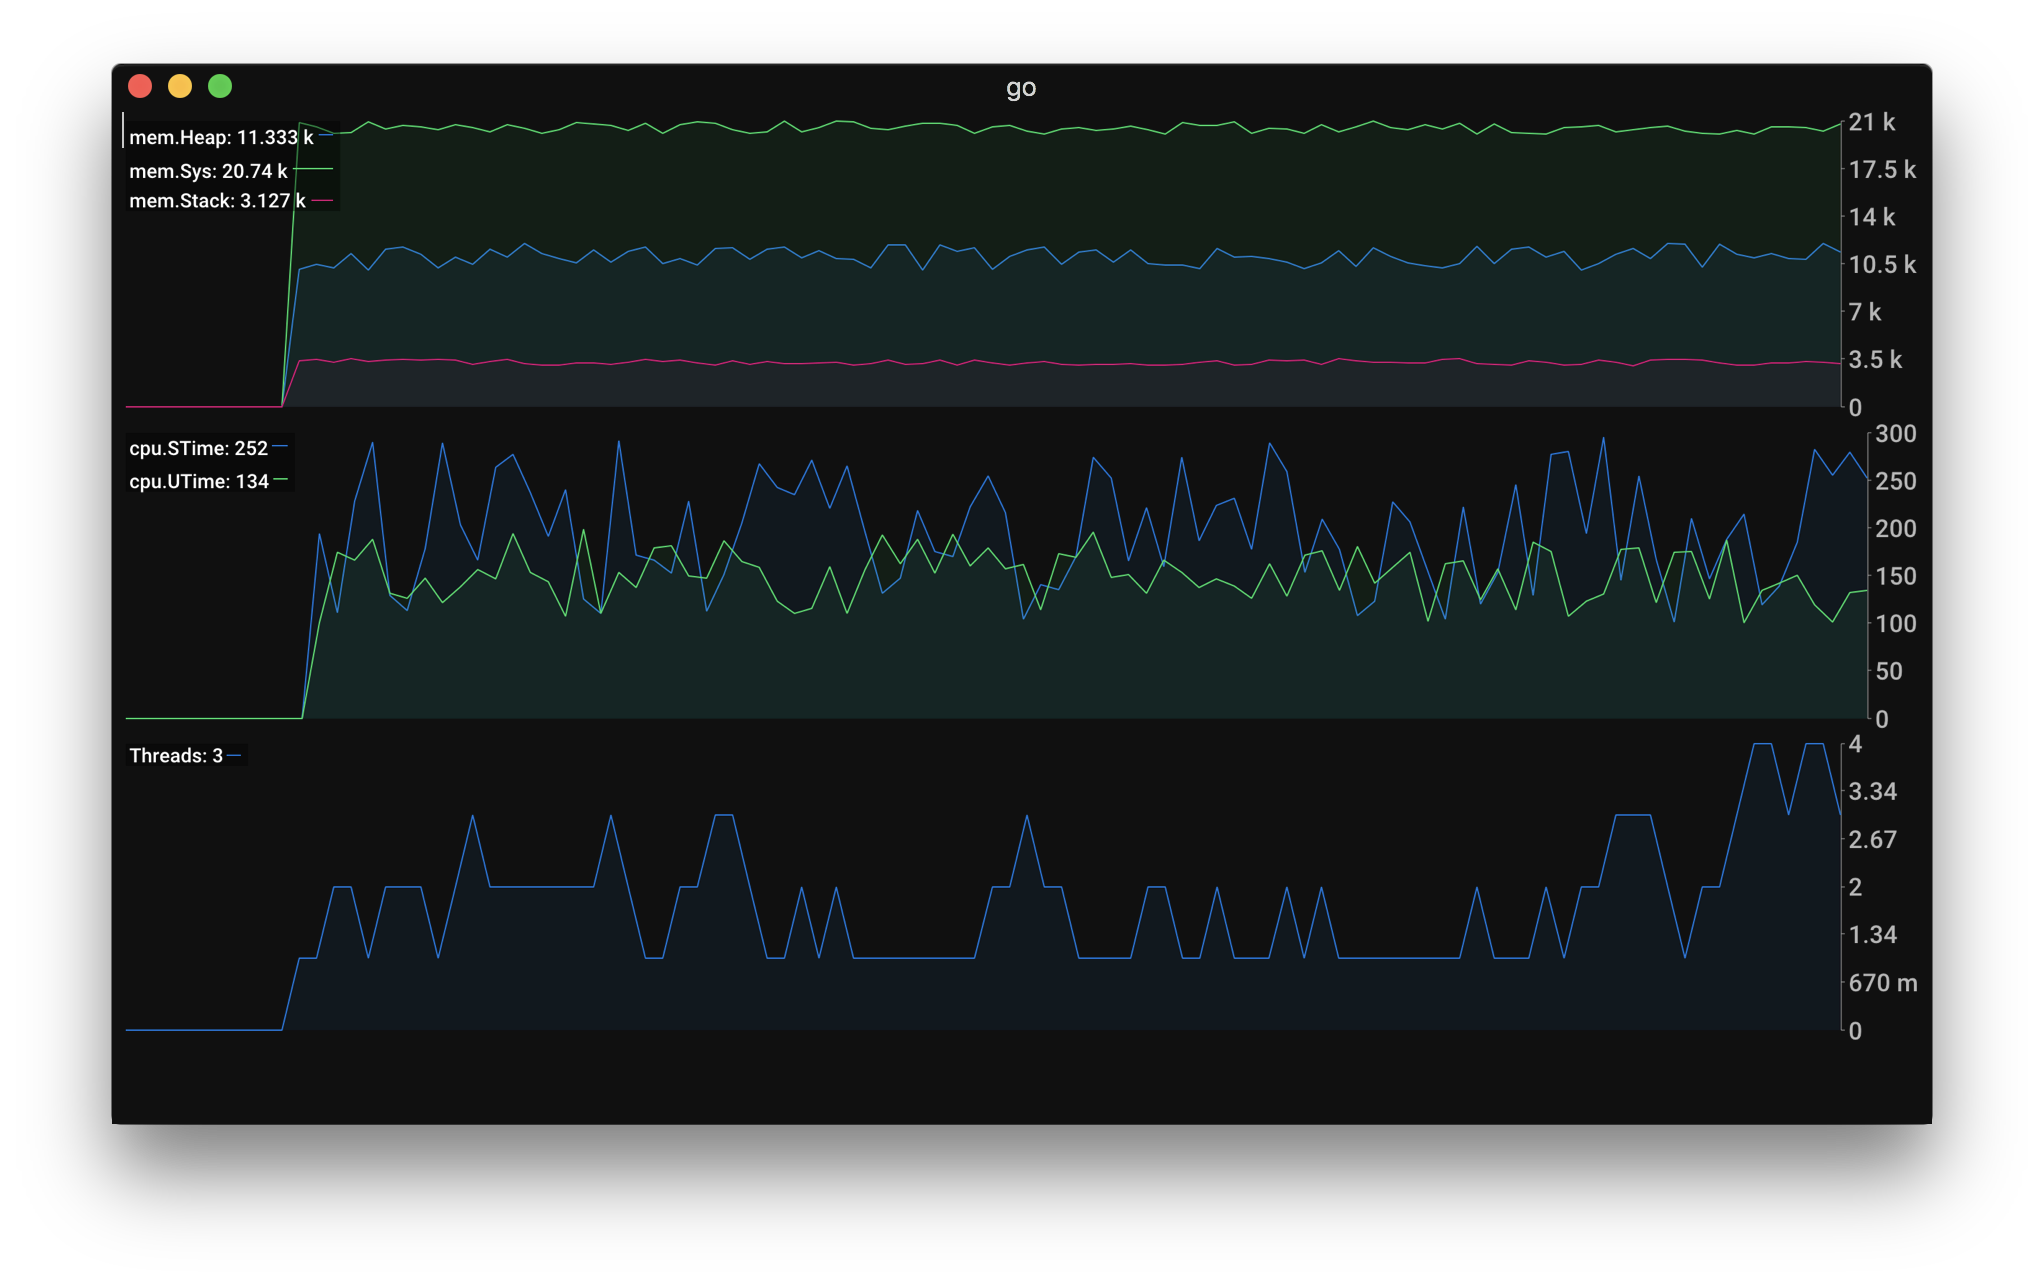 go
mem.Heap: 11.333 k
mem.Sys: 20.74 k
mem.Stack: 3.127 k
21 k
17.5 k
14 k
10.5 k
7 k
3.5 k
0
cpu.STime: 252
cpu.UTime: 134
300
250
200
150
100
50
0
Threads: 3
4
3.34
2.67
2
1.34
670 m
0